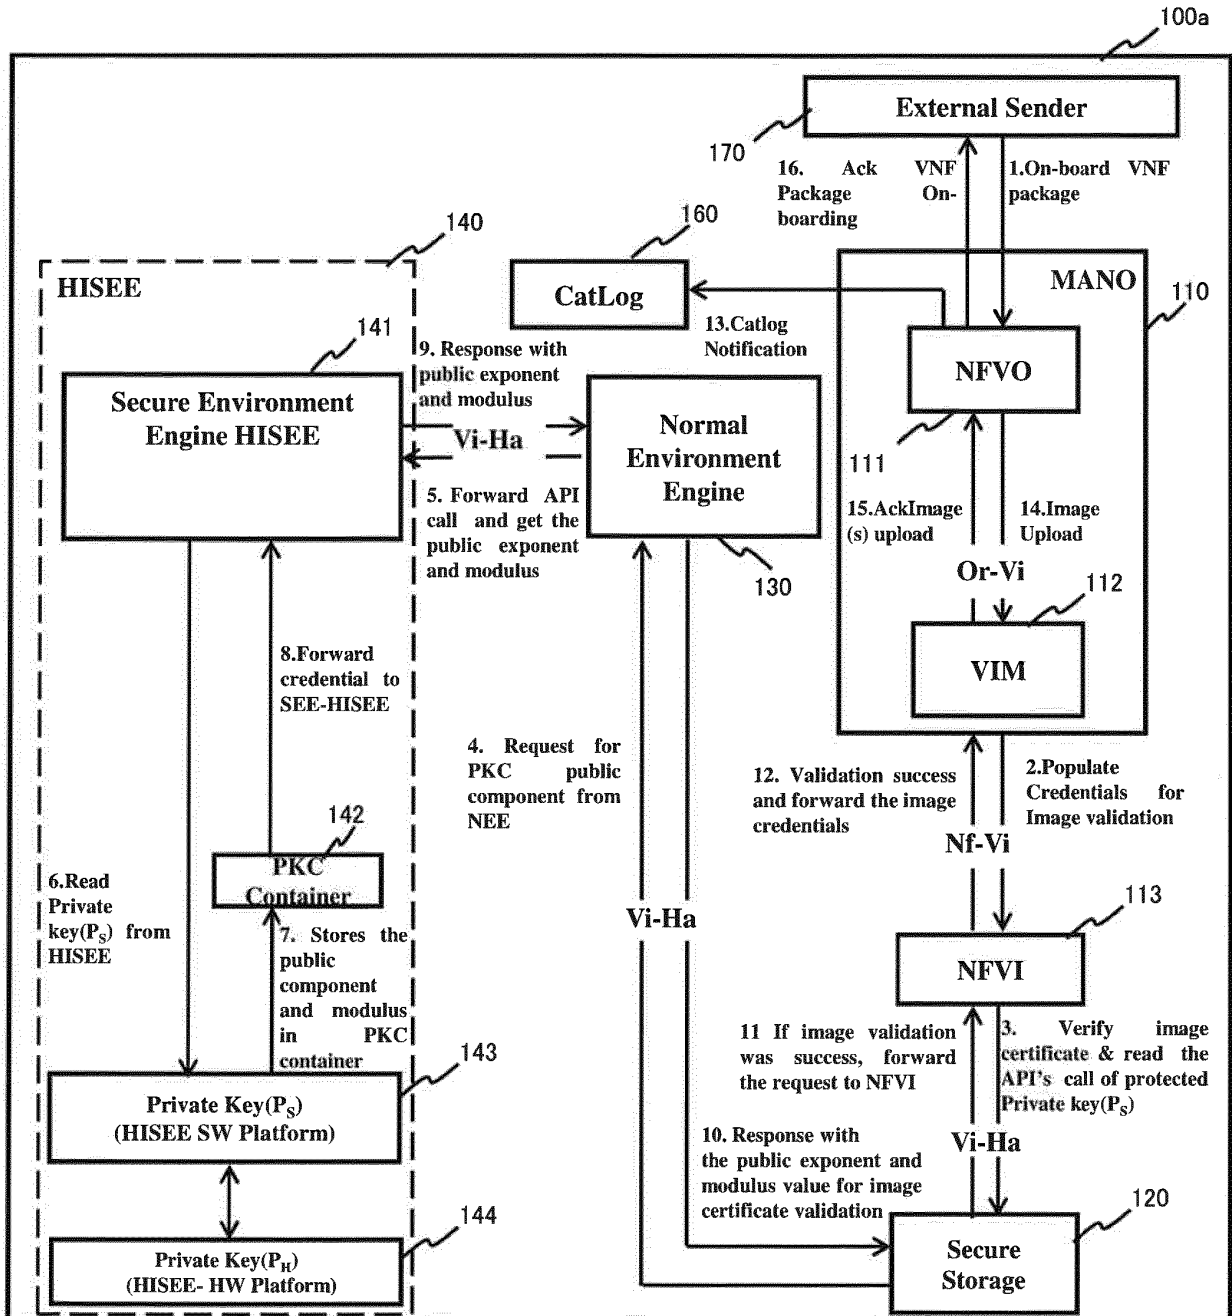 100a
External Sender
170
16. Ack VNF
Package On-
boarding
1.On-board VNF
package
140
160
HISEE
CatLog
MANO
110
13.Catlog
Notification
141
9. Response with
public exponent
and modulus
NFVO
Secure Environment
Engine HISEE
Normal
Environment
Engine
Vi-Ha
111
5. Forward API
call and get the
public exponent
and modulus
15.AckImage
(s) upload
14.Image
Upload
130
Or-Vi
112
VIM
8.Forward
credential to
SEE-HISEE
4. Request for
PKC public
component from
NEE
12. Validation success
and forward the image
credentials
2.Populate
Credentials for
Image validation
Nf-Vi
142
PKC
Container
6.Read
Private
key(PS) from
HISEE
Vi-Ha
113
7. Stores the
public
component
and modulus
in PKC
container
NFVI
11 If image validation
was success, forward
the request to NFVI
3. Verify image
certificate & read the
API's call of protected
Private key(PS)
143
Private Key(PS)
(HISEE SW Platform)
10. Response with
the public exponent and
modulus value for image
certificate validation
Vi-Ha
120
144
Private Key(PH)
(HISEE- HW Platform)
Secure
Storage